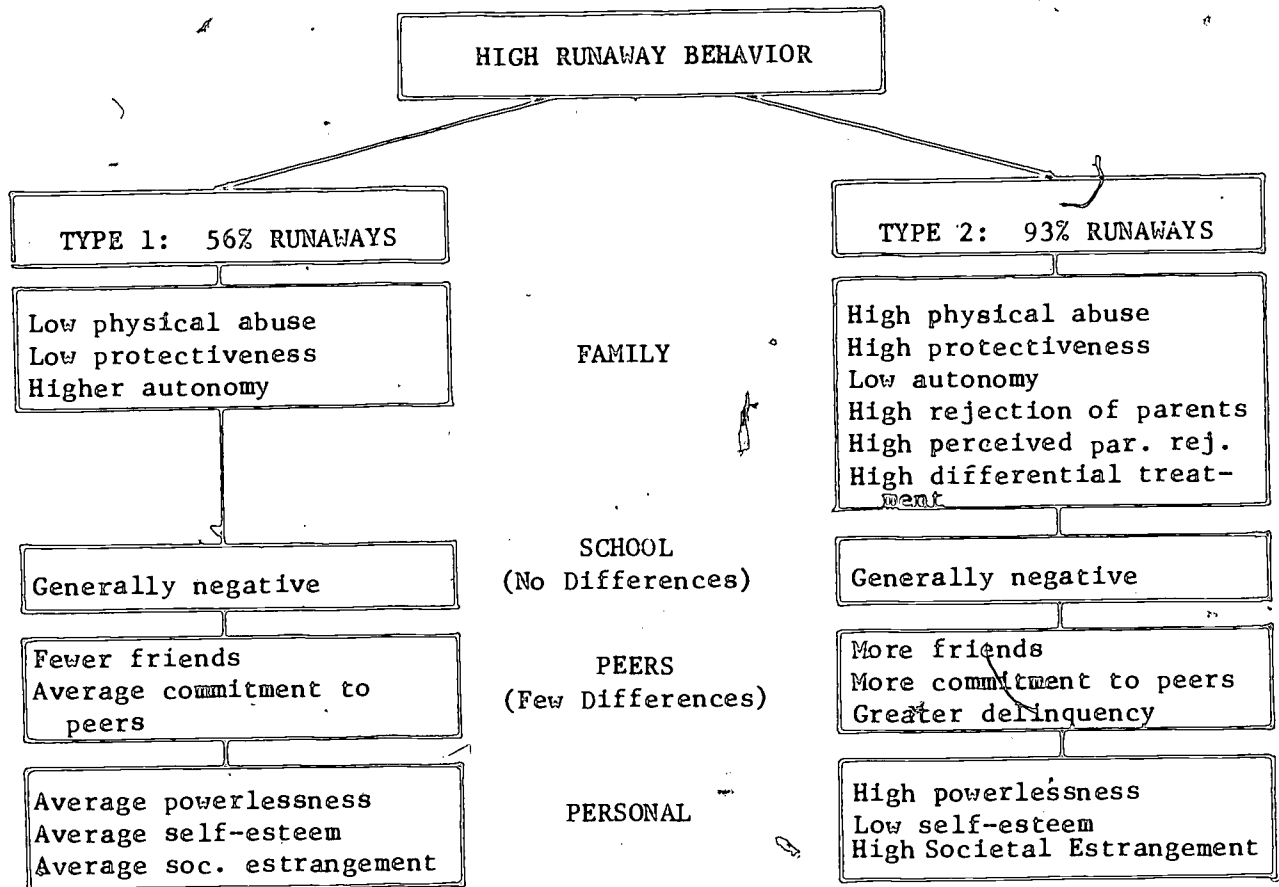 HIGH RUNAWAY BEHAVIOR
TYPE 1: 56% RUNAWAYS
TYPE 2: 93% RUNAWAYS
Low physical abuse
Low protectiveness
Higher autonomy
FAMILY
High physical abuse
High protectiveness
Low autonomy
High rejection of parents
High perceived par. rej.
High differential treat-
ment
Generally negative
SCHOOL
(No Differences)
Generally negative
Fewer friends
Average commitment to
peers
PEERS
(Few Differences)
More friends
More commitment to peers
Greater delinquency
Average powerlessness
Average self-esteem
Average soc. estrangement
PERSONAL
High powerlessness
Low self-esteem
High Societal Estrangement